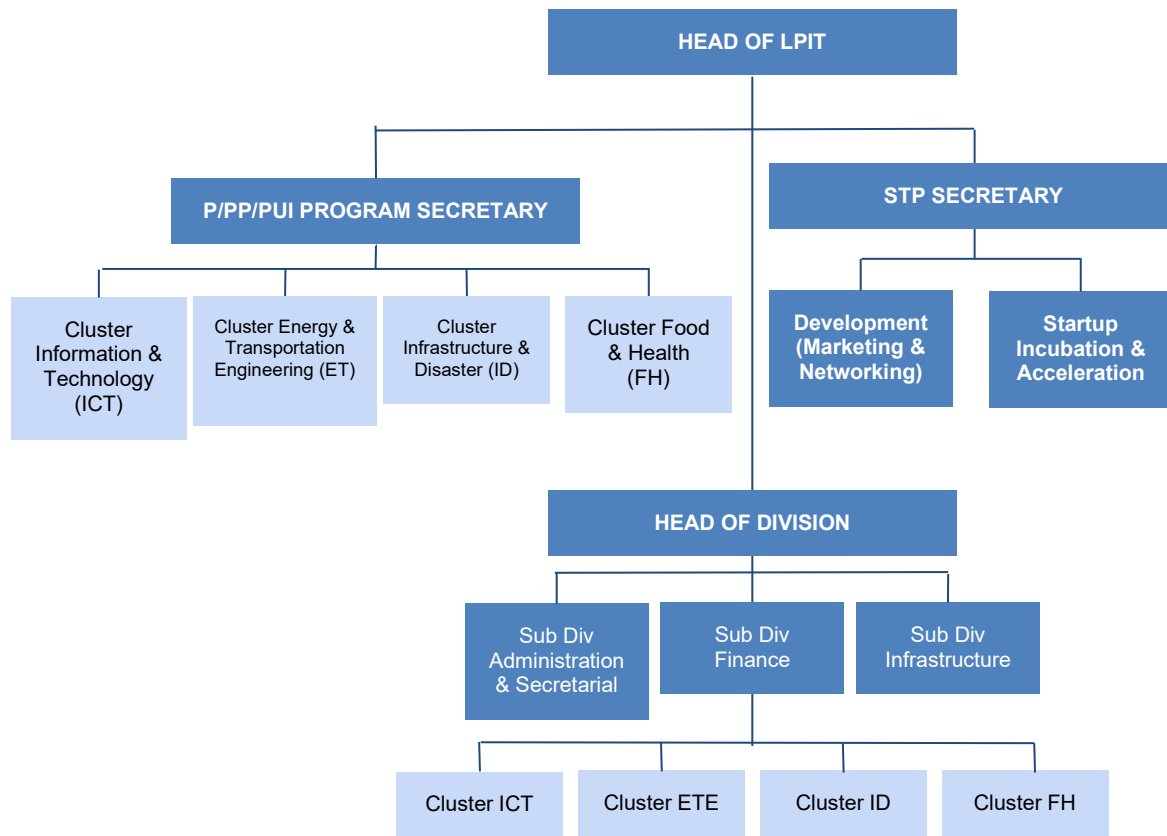 HEAD OF LPIT
P/PP/PUI PROGRAM SECRETARY
STP SECRETARY
Cluster
Information &
Technology
(ICT)
Cluster Energy &
Transportation
Engineering (ET)
Cluster
Infrastructure &
Disaster (ID)
Cluster Food
& Health
(FH)
Development
(Marketing &
Networking)
Startup
Incubation &
Acceleration
HEAD OF DIVISION
Sub Div
Administration
& Secretarial
Sub Div
Finance
Sub Div
Infrastructure
Cluster ICT
Cluster ETE
Cluster ID
Cluster FH